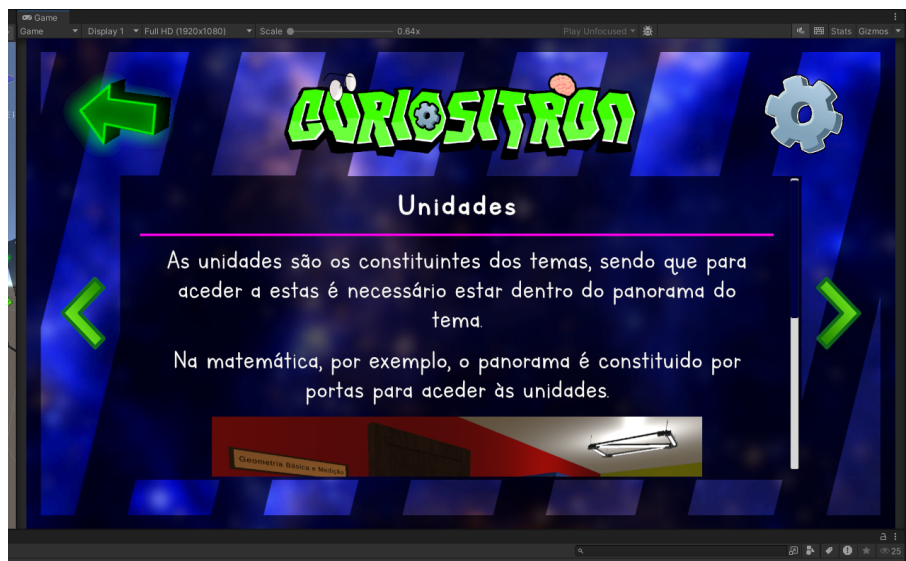 Game
Game Display 1 Full HD (1920x1080) Scale 0.64x Play Unfocused Stats Gizmos
CURIOSITRON
Unidades
As unidades são os constituintes dos temas, sendo que para
aceder a estas é necessário estar dentro do panorama do
tema.
Na matemática, por exemplo, o panorama é constituido por
portas para aceder às unidades.
Geometria Básica e Medição
25